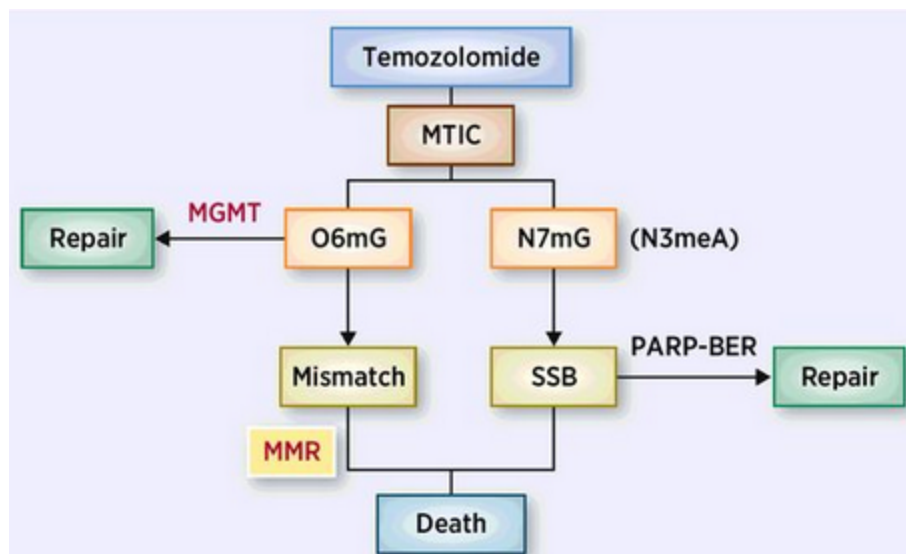 Temozolomide
MTIC
MGMT
Repair
O6mG
N7mG
(N3meA)
Mismatch
SSB
PARP-BER
Repair
MMR
Death